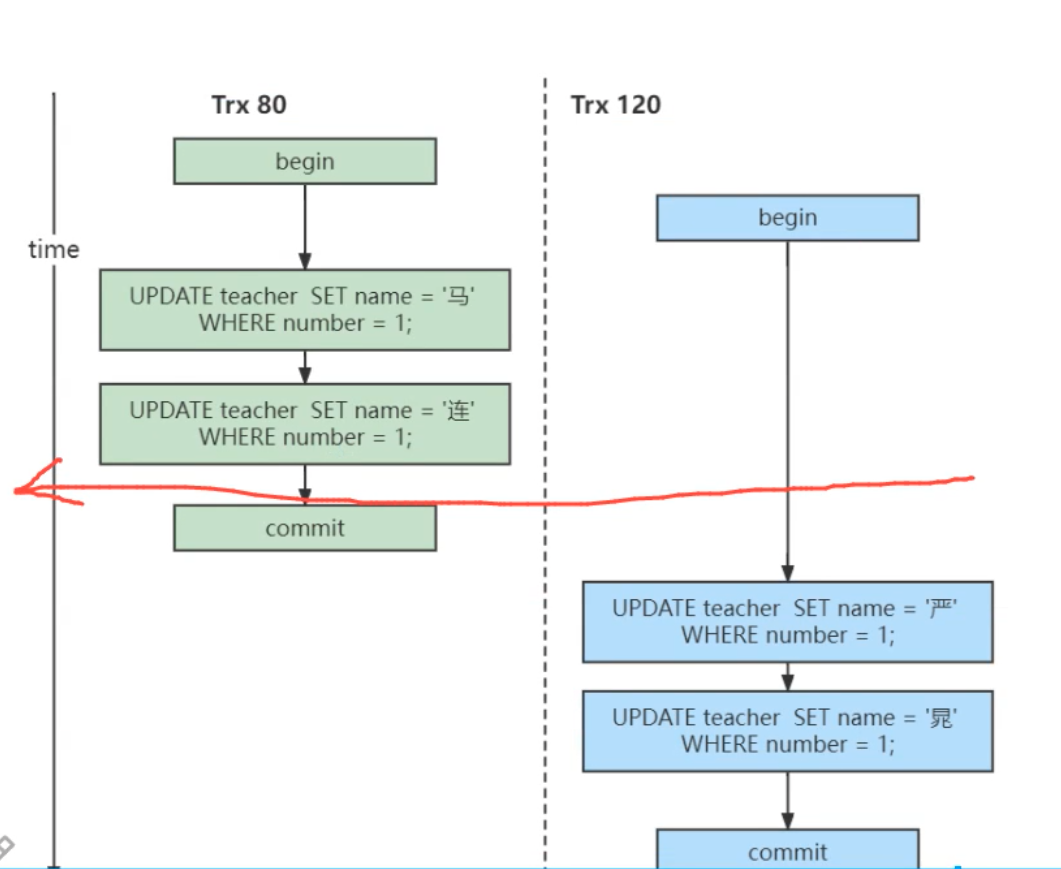 Trx 80
Trx 120
begin
begin
time
UPDATE teacher  SET name = '马'
WHERE number = 1;
UPDATE teacher  SET name = '连'
WHERE number = 1;
commit
UPDATE teacher  SET name = '严'
WHERE number = 1;
UPDATE teacher  SET name = '晁'
WHERE number = 1;
commit